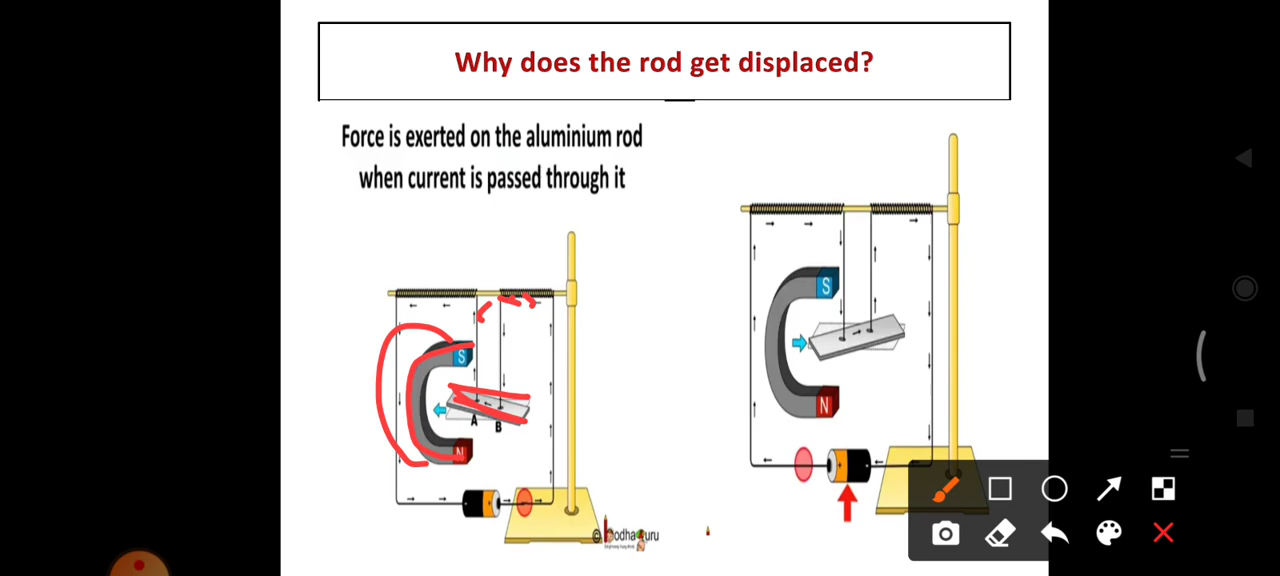 Why does the rod get displaced?
Force is exerted on the aluminium rod
when current is passed through it
S
N
A
B
S
N
+
© BodhaGuru